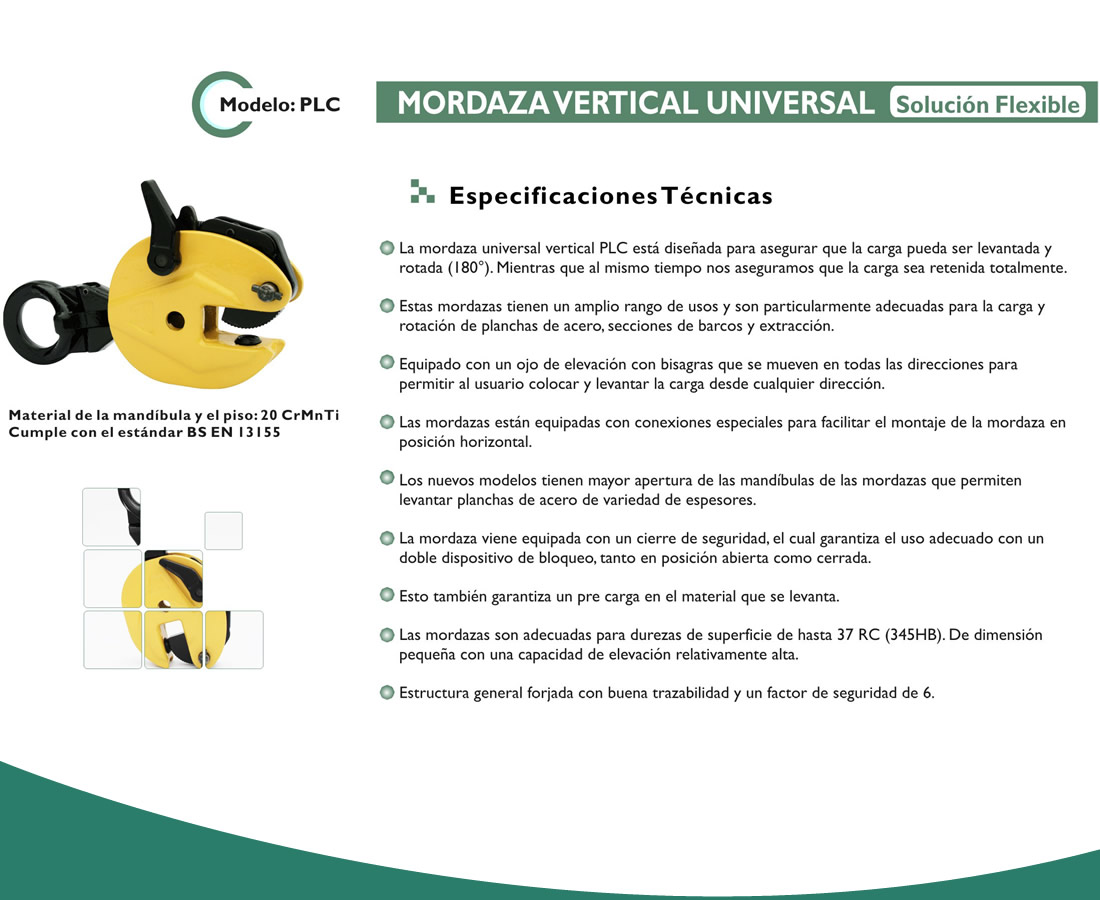 Modelo: PLC
MORDAZA VERTICAL UNIVERSAL Solución Flexible
Especificaciones Técnicas
La mordaza universal vertical PLC está diseñada para asegurar que la carga pueda ser levantada y
rotada (180°). Mientras que al mismo tiempo nos aseguramos que la carga sea retenida totalmente.
Estas mordazas tienen un amplio rango de usos y son particularmente adecuadas para la carga y
rotación de planchas de acero, secciones de barcos y extracción.
Equipado con un ojo de elevación con bisagras que se mueven en todas las direcciones para
permitir al usuario colocar y levantar la carga desde cualquier dirección.
Las mordazas están equipadas con conexiones especiales para facilitar el montaje de la mordaza en
posición horizontal.
Los nuevos modelos tienen mayor apertura de las mandíbulas de las mordazas que permiten
levantar planchas de acero de variedad de espesores.
La mordaza viene equipada con un cierre de seguridad, el cual garantiza el uso adecuado con un
doble dispositivo de bloqueo, tanto en posición abierta como cerrada.
Esto también garantiza un pre carga en el material que se levanta.
Las mordazas son adecuadas para durezas de superficie de hasta 37 RC (345HB). De dimensión
pequeña con una capacidad de elevación relativamente alta.
Estructura general forjada con buena trazabilidad y un factor de seguridad de 6.
Material de la mandíbula y el piso: 20 CrMnTi
Cumple con el estándar BS EN 13155